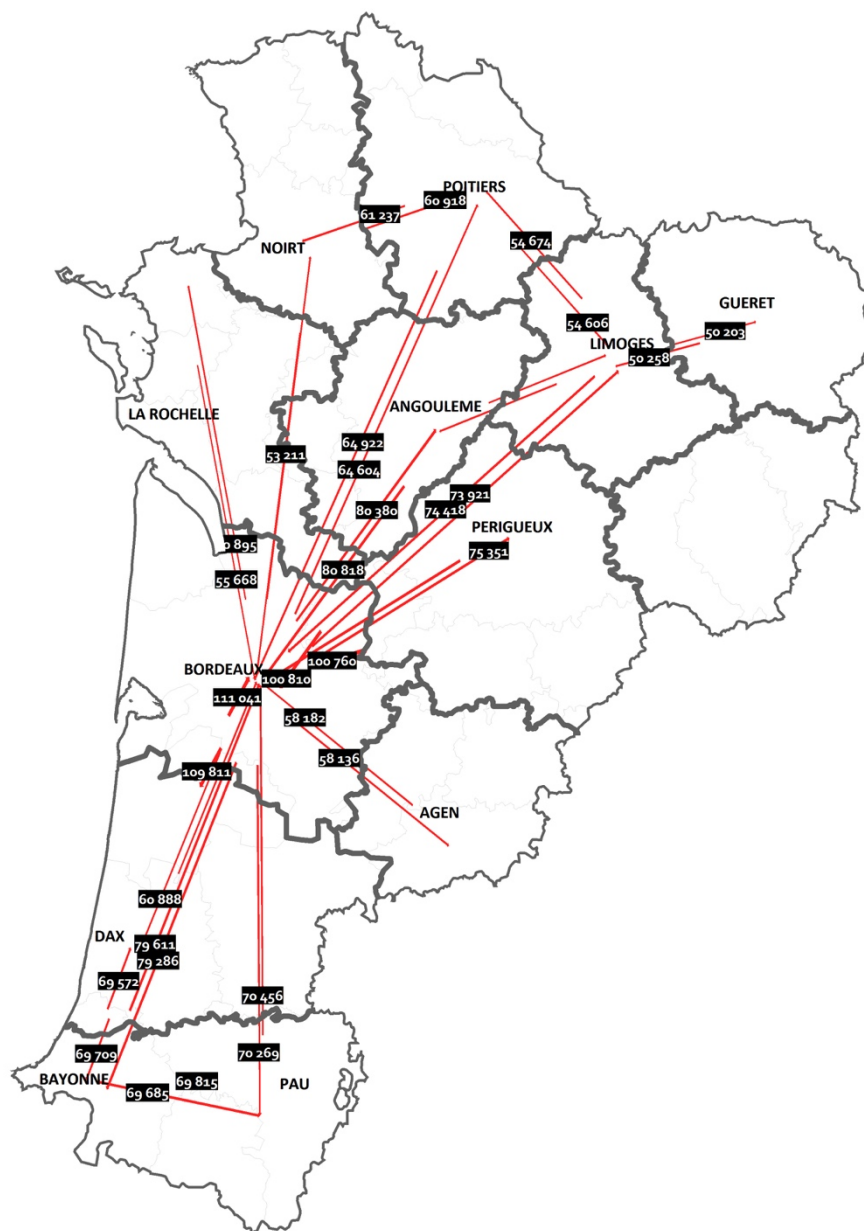 POITIERS
60 918
61 237
54 674
NOIRT
GUERET
54 606
50 203
LIMOGES
50 258
ANGOULEME
LA ROCHELLE
64 922
53 211
64 604
73 921
80 380
74 418
PERIGUEUX
895
75 351
80 818
55 668
100 760
BORDEAUX
100 810
111 041
58 182
58 136
109 811
AGEN
60 888
DAX
79 611
79 286
69 572
70 456
69 709
70 269
BAYONNE
69 815
PAU
69 685